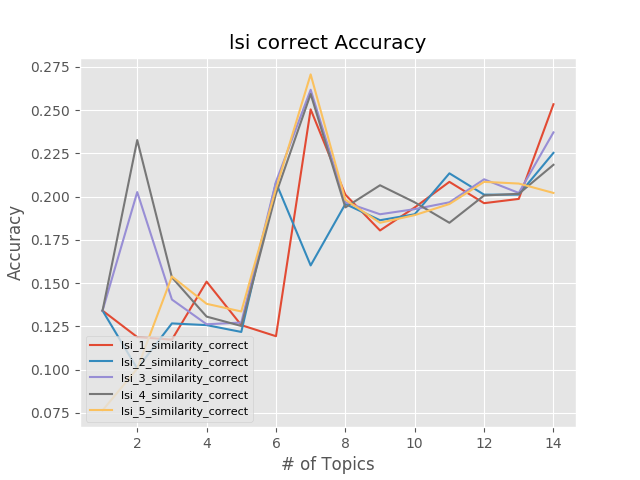 lsi correct Accuracy
0.275
0.250
0.225
0.200
0.175
0.150
0.125
0.100
0.075
Accuracy
lsi_1_similarity_correct
lsi_2_similarity_correct
lsi_3_similarity_correct
lsi_4_similarity_correct
lsi_5_similarity_correct
2 4 6 8 10 12 14
# of Topics